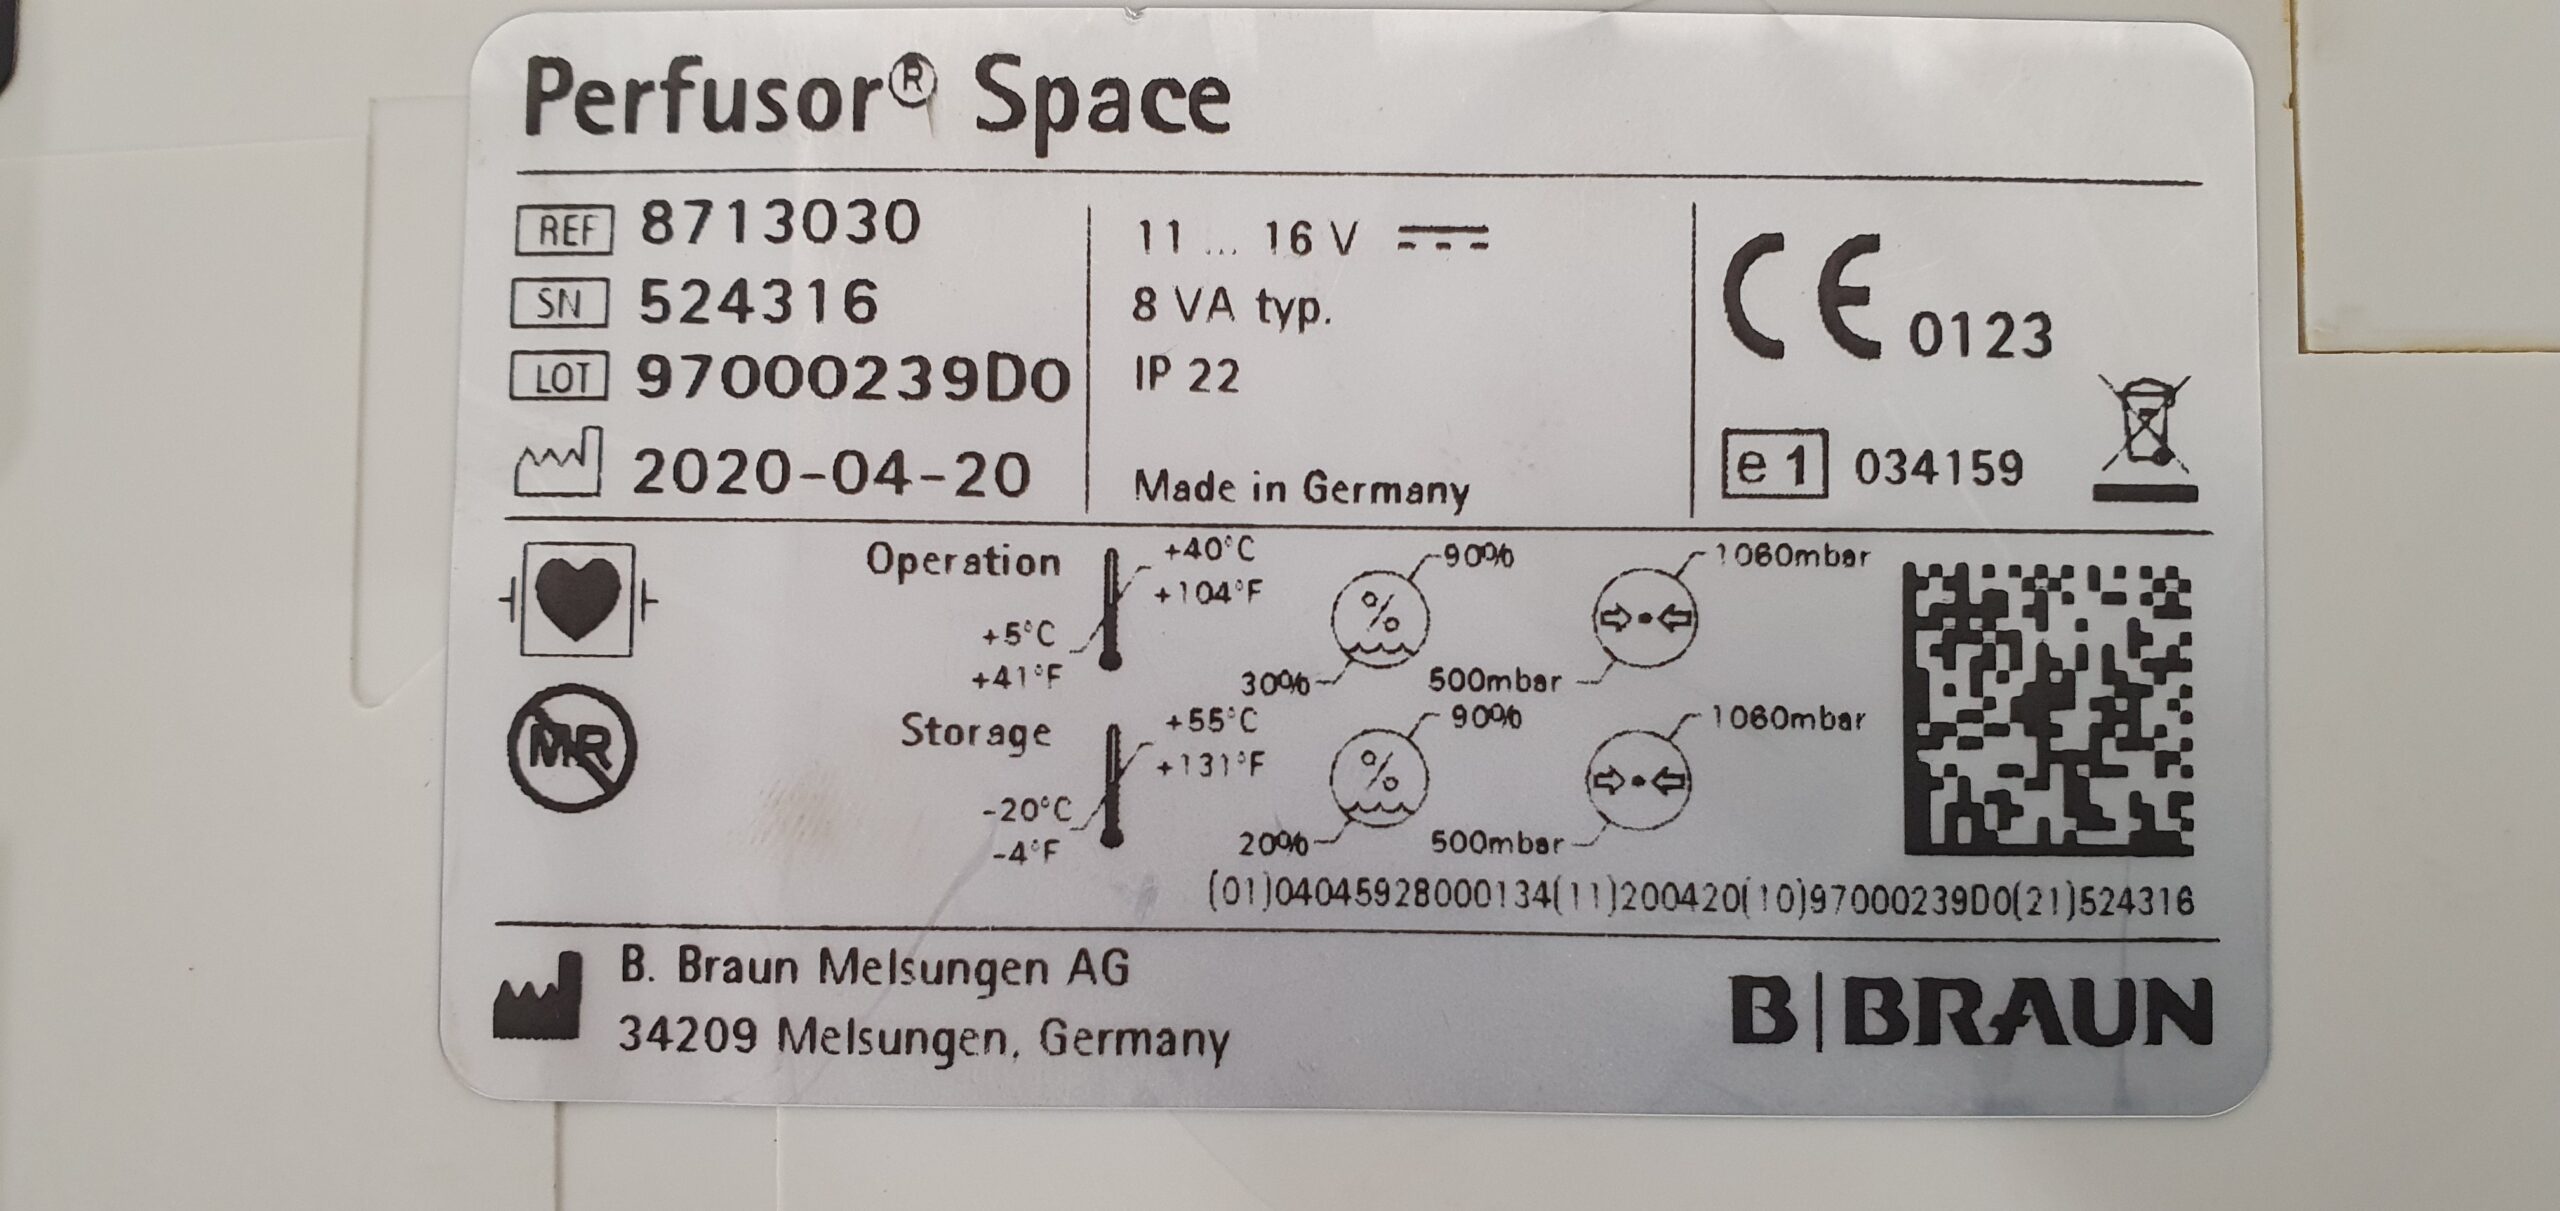 Perfusor® Space
REF 8713030
SN 524316
LOT 97000239D0
2020-04-20
11 ... 16 V
8 VA typ.
IP 22
Made in Germany
CE 0123
e1 034159
MR
Operation
+40°C
+104°F
+5°C
+41°F
%
90%
30%
1060mbar
500mbar
Storage
+55°C
+131°F
-20°C
-4°F
%
90%
20%
1060mbar
500mbar
(01)04045928000134(11)200420(10)97000239D0(21)524316
B. Braun Melsungen AG
34209 Melsungen, Germany
B|BRAUN